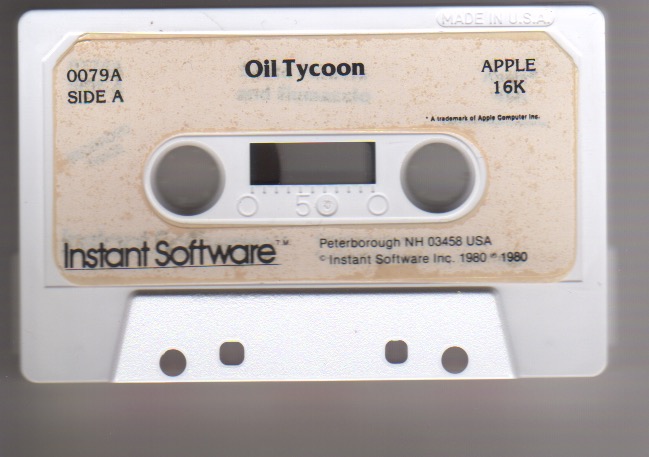 MADE IN U.S.A.
0079A
SIDE A
Oil Tycoon
APPLE
16K
* A trademark of Apple Computer Inc.
5
Instant Software™
Peterborough NH 03458 USA
© Instant Software Inc. 1980 ℗ 1980